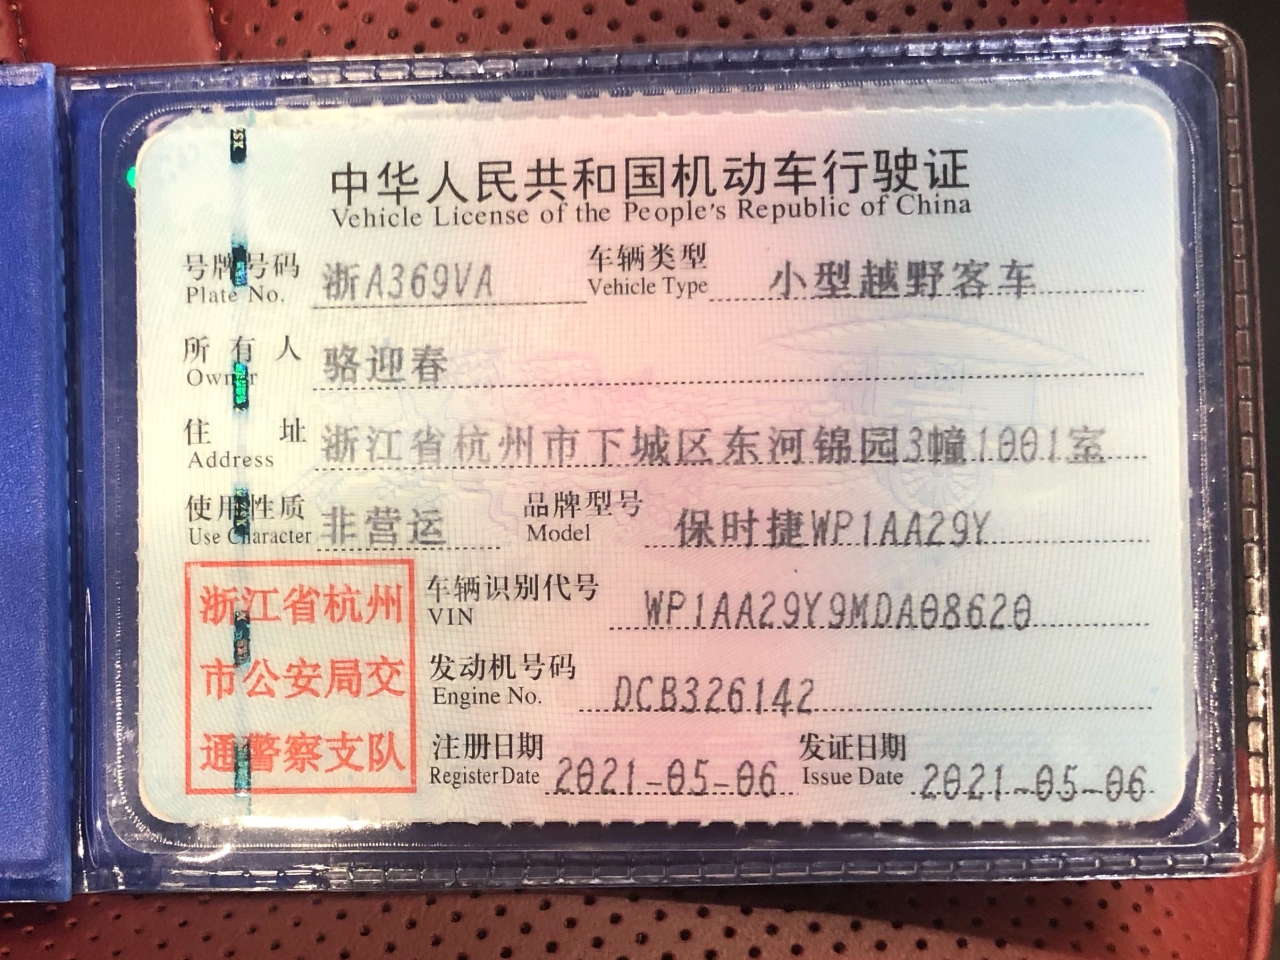 中华人民共和国机动车行驶证
Vehicle License of the People's Republic of China
号牌号码 浙A369VA 车辆类型 小型越野客车
Plate No. Vehicle Type
所有人 骆迎春
Owner
住址 浙江省杭州市下城区东河锦园3幢1001室
Address
使用性质 非营运 品牌型号 保时捷WP1AA29Y
Use Character Model
车辆识别代号 WP1AA29Y9MDA08620
VIN
发动机号码 DCB326142
Engine No.
注册日期 2021-05-06 发证日期 2021-05-06
Register Date Issue Date
浙江省杭州
市公安局交
通警察支队